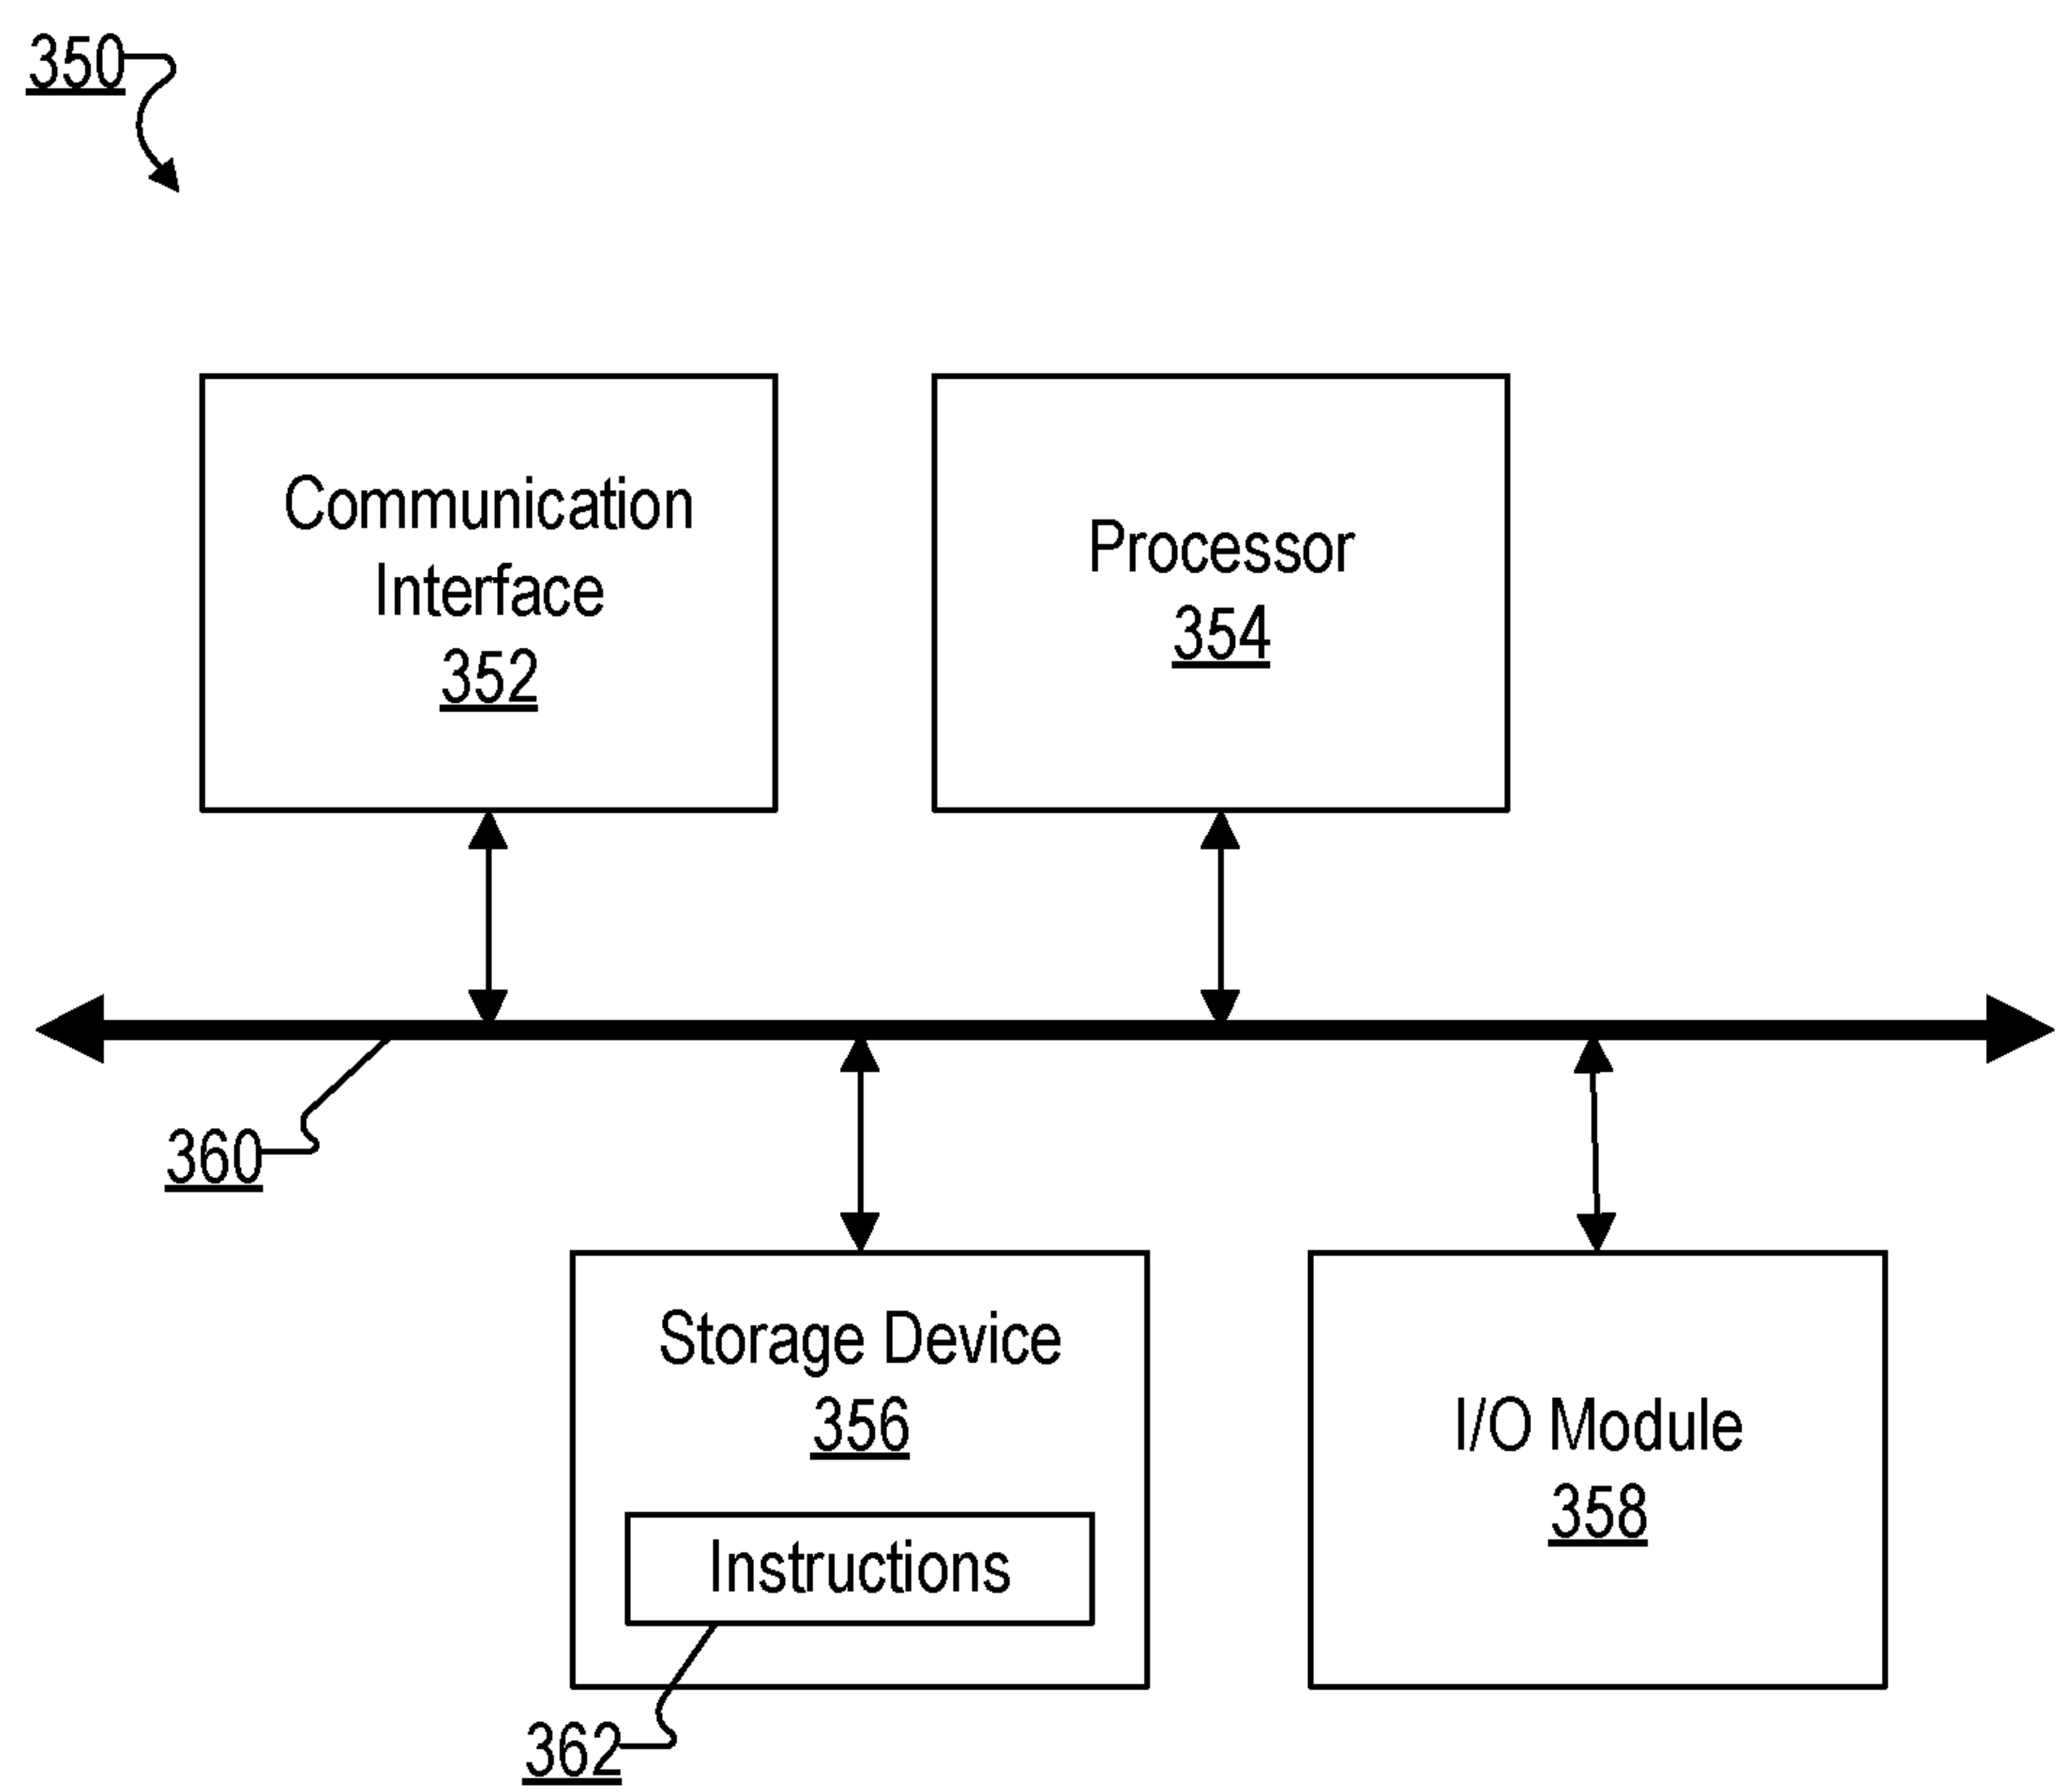 350
Communication
Interface
352
Processor
354
360
Storage Device
356
Instructions
362
I/O Module
358